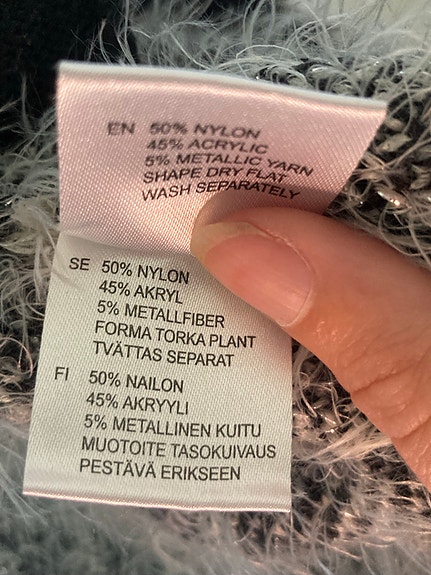 EN 50% NYLON
45% ACRYLIC
5% METALLIC YARN
SHAPE DRY FLAT
WASH SEPARATELY
SE 50% NYLON
45% AKRYL
5% METALLFIBER
FORMA TORKA PLANT
TVÄTTAS SEPARAT
FI 50% NAILON
45% AKRYYLI
5% METALLINEN KUITU
MUOTOITE TASOKUIVAUS
PESTÄVÄ ERIKSEEN